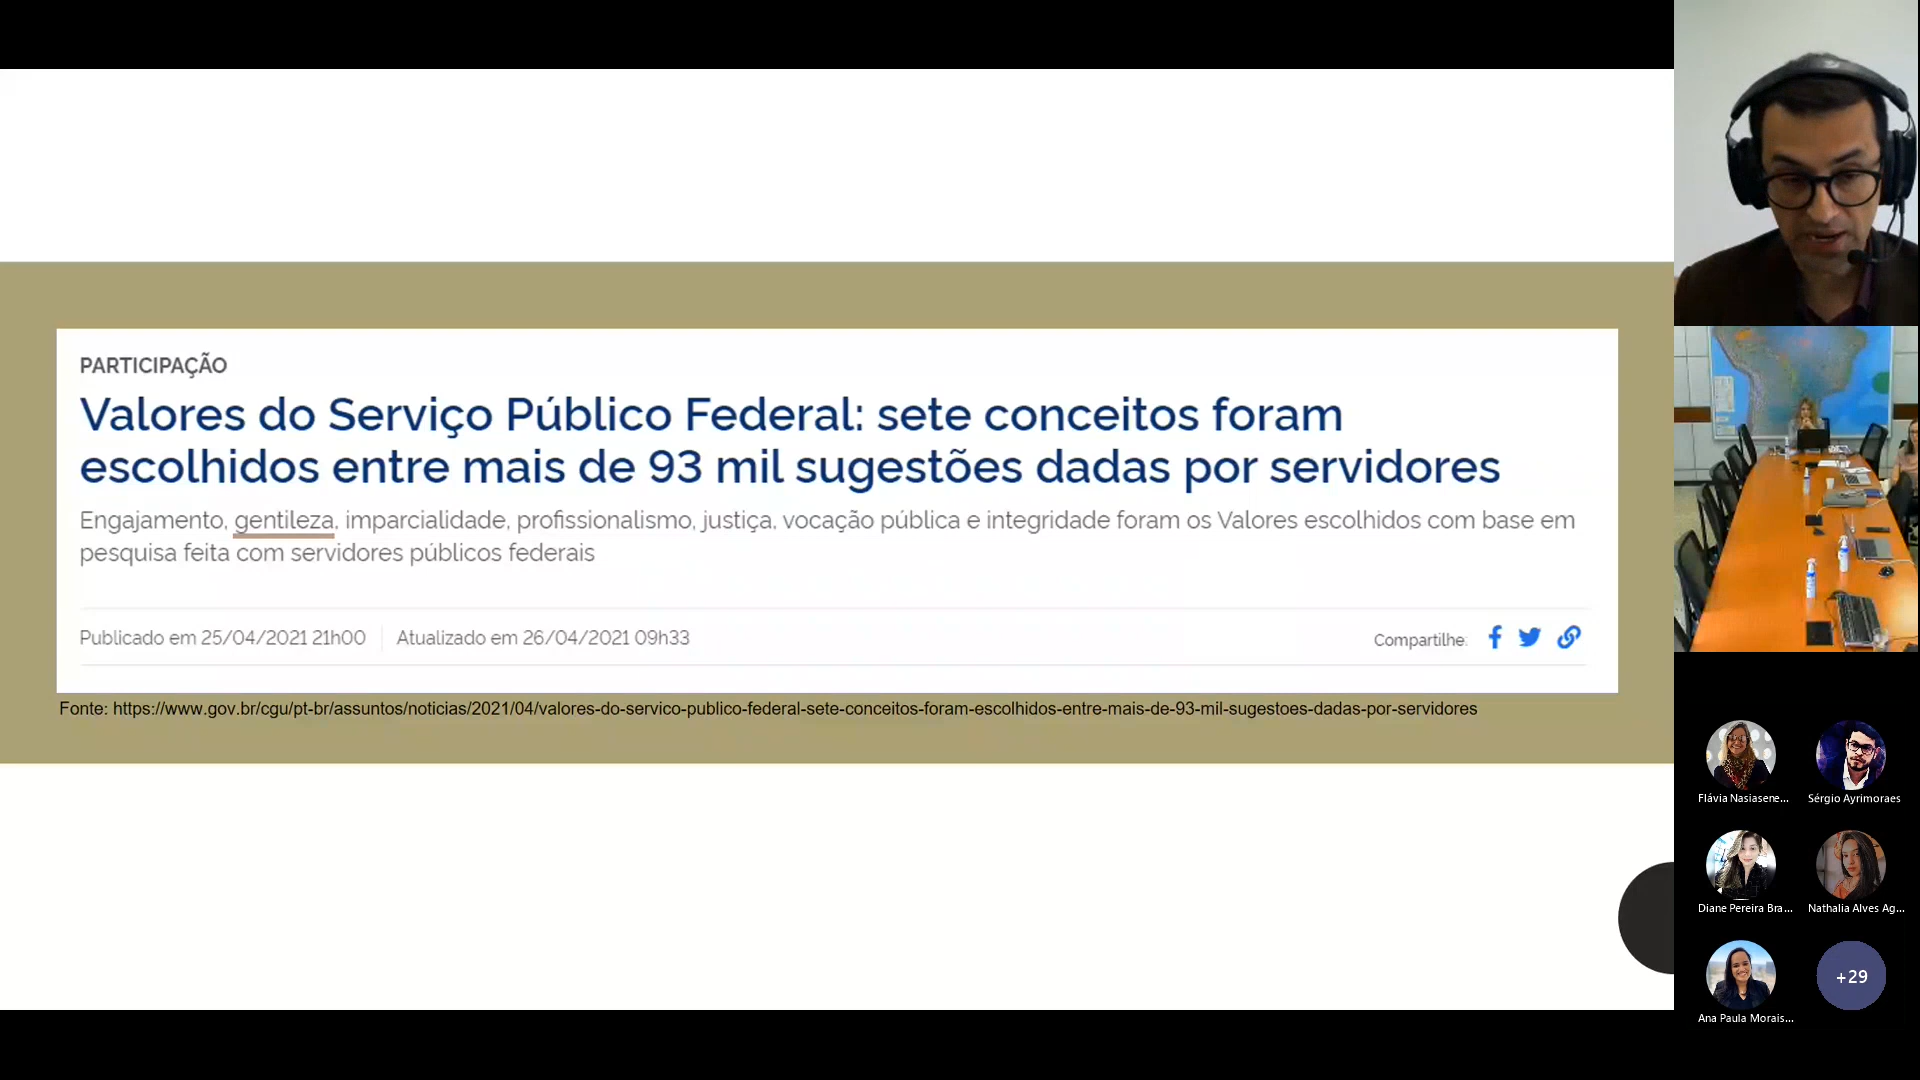 PARTICIPAÇÃO
Valores do Serviço Público Federal: sete conceitos foram
escolhidos entre mais de 93 mil sugestões dadas por servidores
Engajamento, gentileza, imparcialidade, profissionalismo, justiça, vocação pública e integridade foram os Valores escolhidos com base em
pesquisa feita com servidores públicos federais
Publicado em 25/04/2021 21h00 Atualizado em 26/04/2021 09h33
Compartilhe:
Fonte: https://www.gov.br/cgu/pt-br/assuntos/noticias/2021/04/valores-do-servico-publico-federal-sete-conceitos-foram-escolhidos-entre-mais-de-93-mil-sugestoes-dadas-por-servidores
Flávia Nasiasene...
Sérgio Ayrimoraes
Diane Pereira Bra...
Nathalia Alves Ag...
Ana Paula Morais...
+29